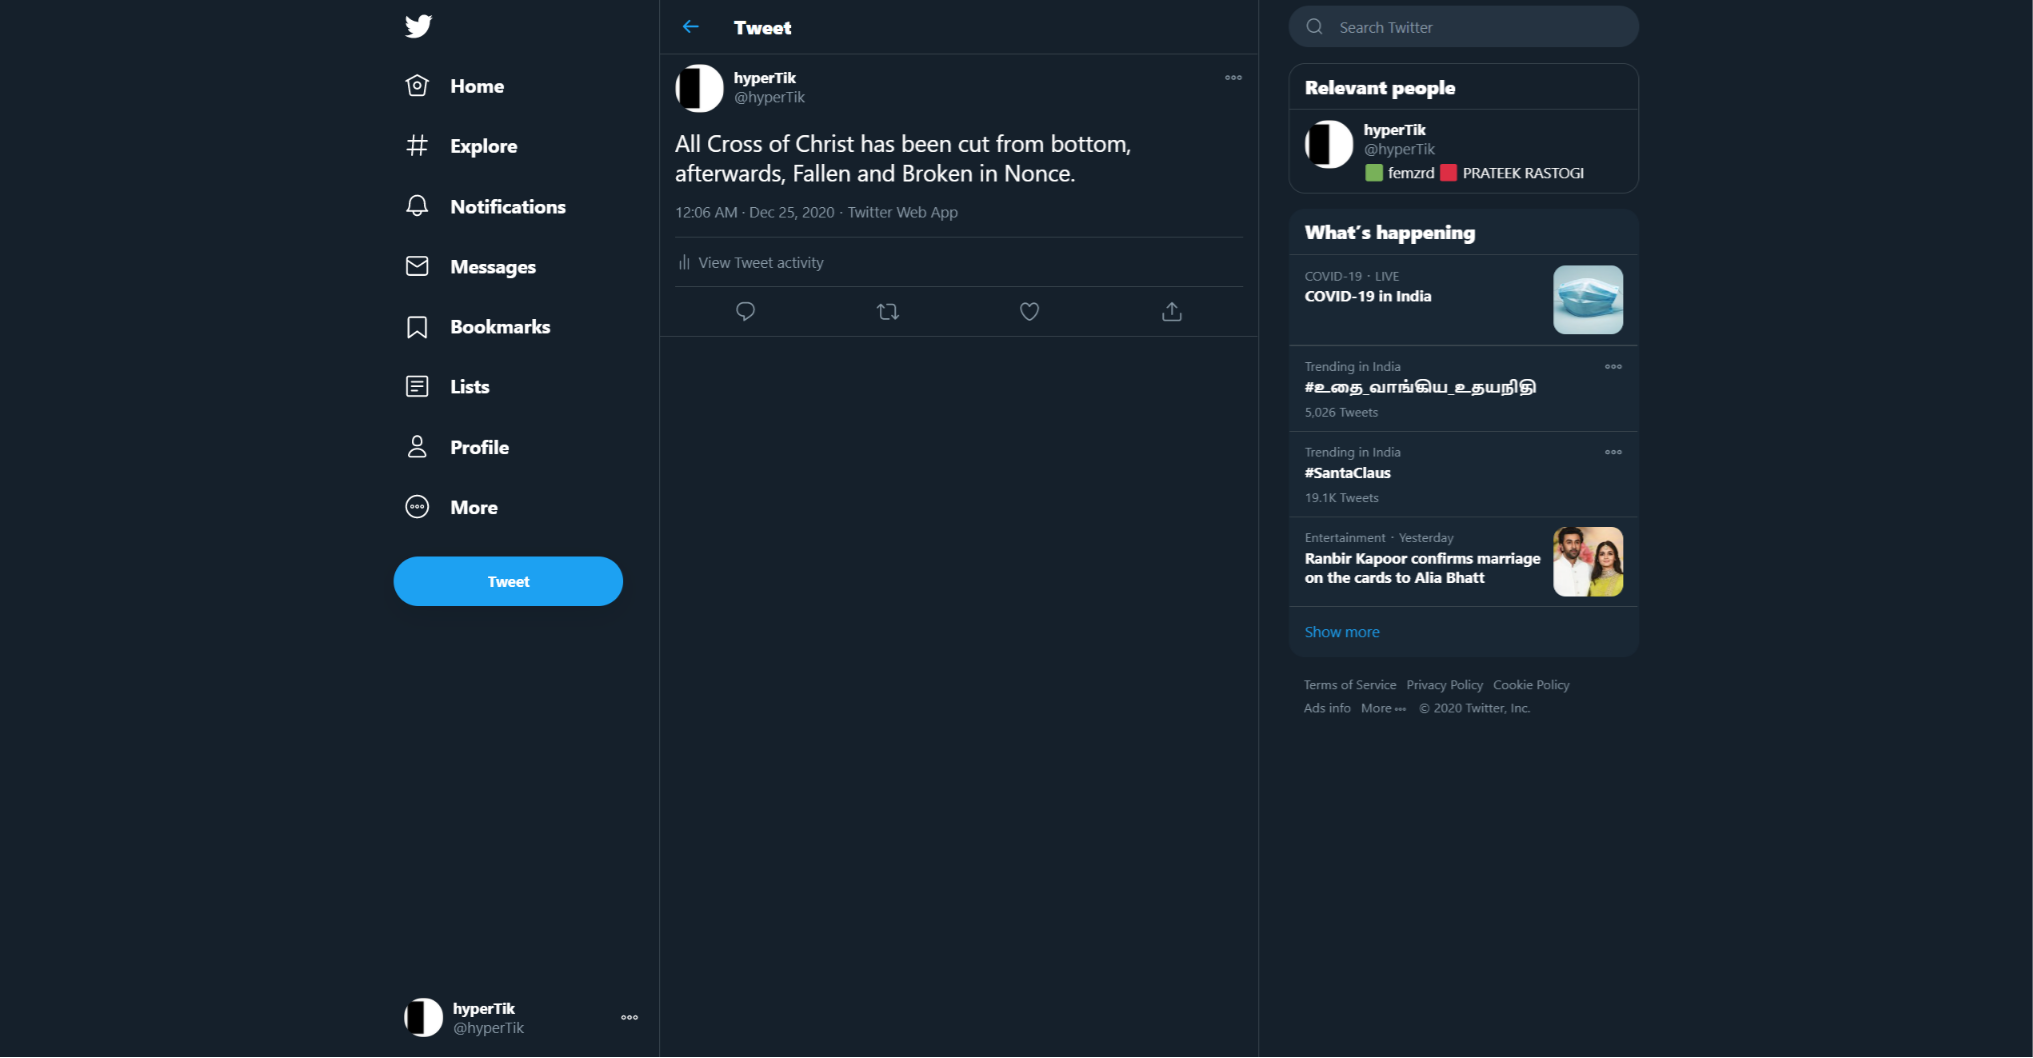 Home
Explore
Notifications
Messages
Bookmarks
Lists
Profile
More
Tweet
hyperTik
@hyperTik
Tweet
hyperTik
@hyperTik
All Cross of Christ has been cut from bottom,
afterwards, Fallen and Broken in Nonce.
12:06 AM · Dec 25, 2020 · Twitter Web App
View Tweet activity
Search Twitter
Relevant people
hyperTik
@hyperTik
🟩 femzrd 🟥 PRATEEK RASTOGI
What's happening
COVID-19 · LIVE
COVID-19 in India
Trending in India
#உதை_வாங்கிய_உதயநிதி
5,026 Tweets
Trending in India
#SantaClaus
19.1K Tweets
Entertainment · Yesterday
Ranbir Kapoor confirms marriage
on the cards to Alia Bhatt
Show more
Terms of Service Privacy Policy Cookie Policy
Ads info More ••• © 2020 Twitter, Inc.